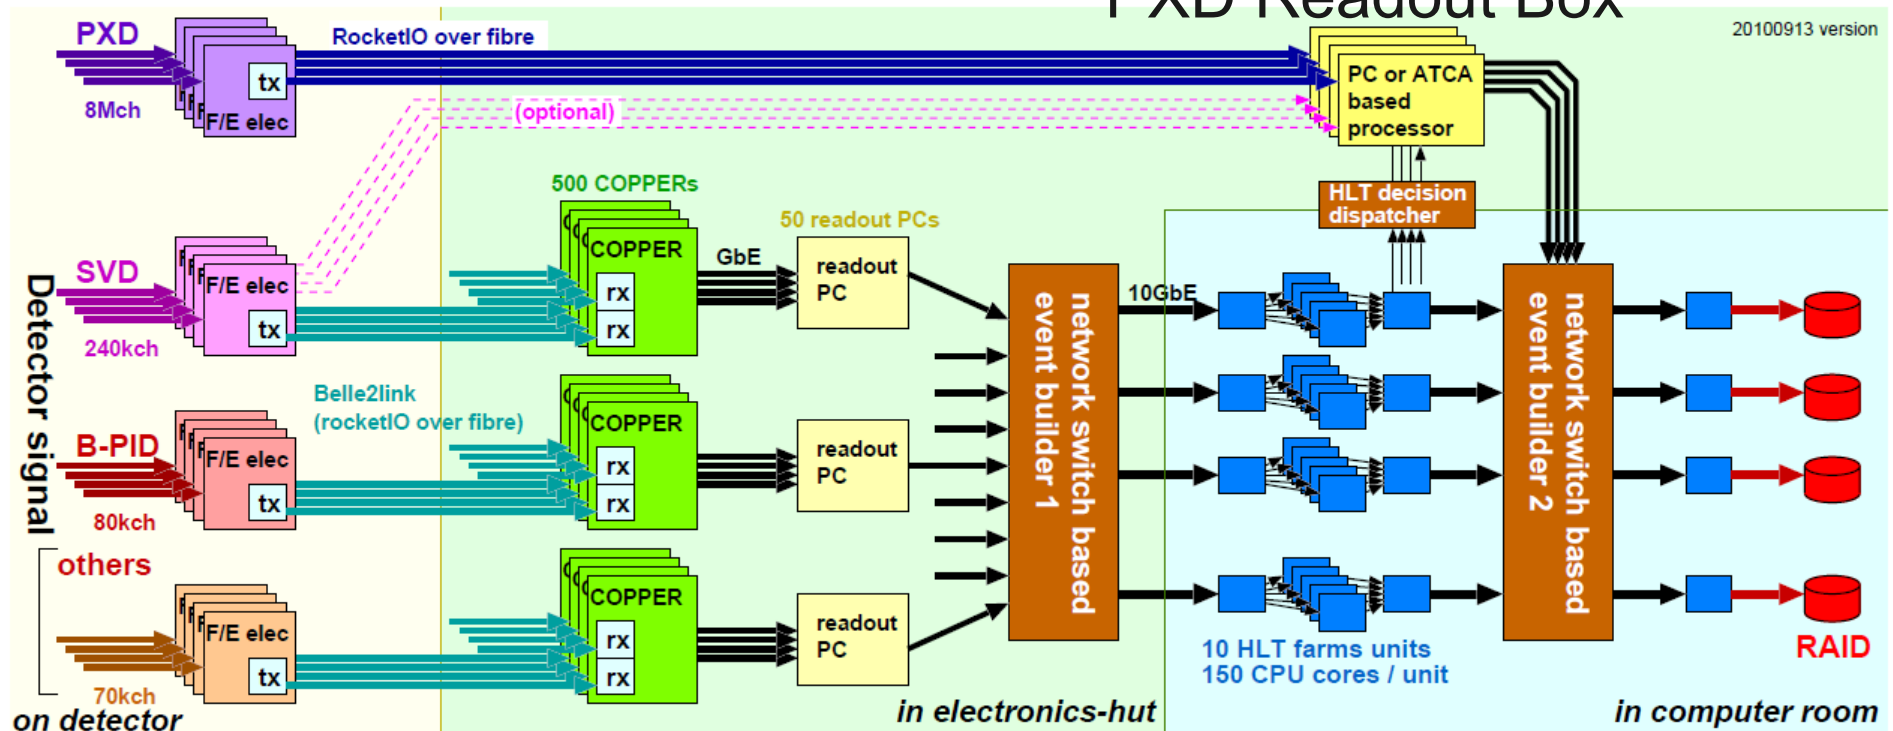 PXD Readout Box
20100913 version
PXD
8Mch
tx
F/E elec
RocketIO over fibre
(optional)
PC or ATCA
based
processor
HLT decision
dispatcher
Detector signal
SVD
240kch
F/E elec
tx
500 COPPERs
COPPER
rx
rx
GbE
50 readout PCs
readout
PC
network switch based
event builder 1
10GbE
network switch based
event builder 2
B-PID
80kch
F/E elec
tx
Belle2link
(rocketIO over fibre)
COPPER
rx
rx
readout
PC
others
70kch
F/E elec
tx
COPPER
rx
rx
readout
PC
10 HLT farms units
150 CPU cores / unit
RAID
on detector
in electronics-hut
in computer room